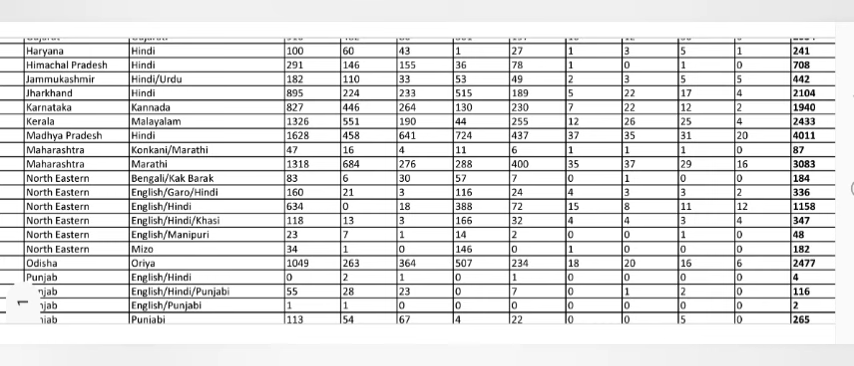 Haryana Hindi 100 60 43 1 27 1 3 5 1 241
Himachal Pradesh Hindi 291 146 155 36 78 1 0 1 0 708
Jammukashmir Hindi/Urdu 182 110 33 53 49 2 3 5 5 442
Jharkhand Hindi 895 224 233 515 189 5 22 17 4 2104
Karnataka Kannada 827 446 264 130 230 7 22 12 2 1940
Kerala Malayalam 1326 551 190 44 255 12 26 25 4 2433
Madhya Pradesh Hindi 1628 458 641 724 437 37 35 31 20 4011
Maharashtra Konkani/Marathi 47 16 4 11 6 1 1 1 0 87
Maharashtra Marathi 1318 684 276 288 400 35 37 29 16 3083
North Eastern Bengali/Kak Barak 83 6 30 57 7 0 1 0 0 184
North Eastern English/Garo/Hindi 160 21 3 116 24 4 3 3 2 336
North Eastern English/Hindi 634 0 18 388 72 15 8 11 12 1158
North Eastern English/Hindi/Khasi 118 13 3 166 32 4 4 3 4 347
North Eastern English/Manipuri 23 7 1 14 2 0 0 1 0 48
North Eastern Mizo 34 1 0 146 0 1 0 0 0 182
Odisha Oriya 1049 263 364 507 234 18 20 16 6 2477
Punjab English/Hindi 0 2 1 0 1 0 0 0 0 4
njab English/Hindi/Punjabi 55 28 23 0 7 0 1 2 0 116
1
njab English/Punjabi 1 1 0 0 0 0 0 0 0 2
Punjabi 113 54 67 4 22 0 0 5 0 265